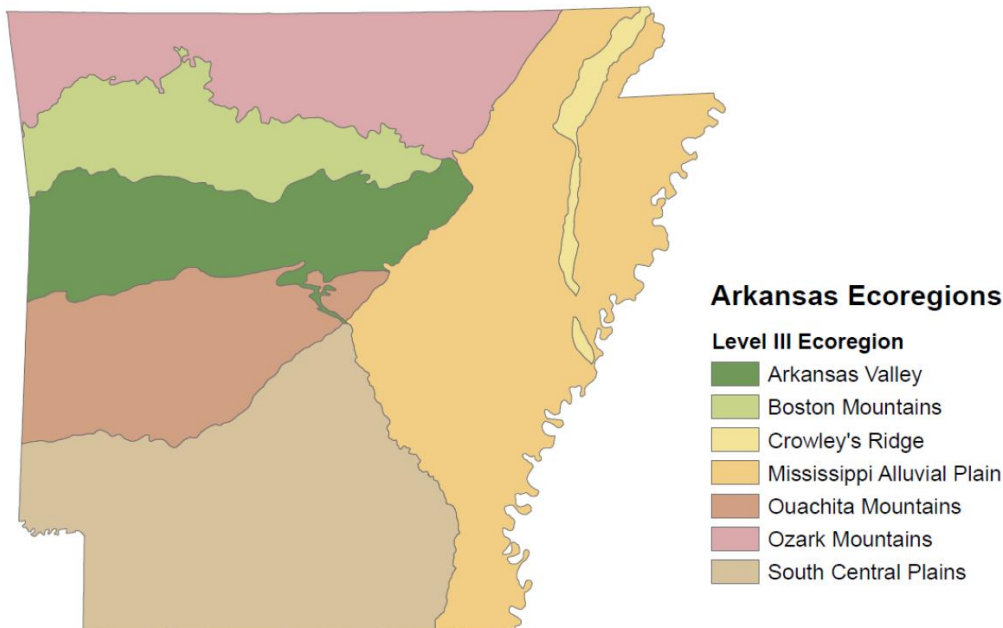 Arkansas Ecoregions
Level III Ecoregion
Arkansas Valley
Boston Mountains
Crowley's Ridge
Mississippi Alluvial Plain
Ouachita Mountains
Ozark Mountains
South Central Plains